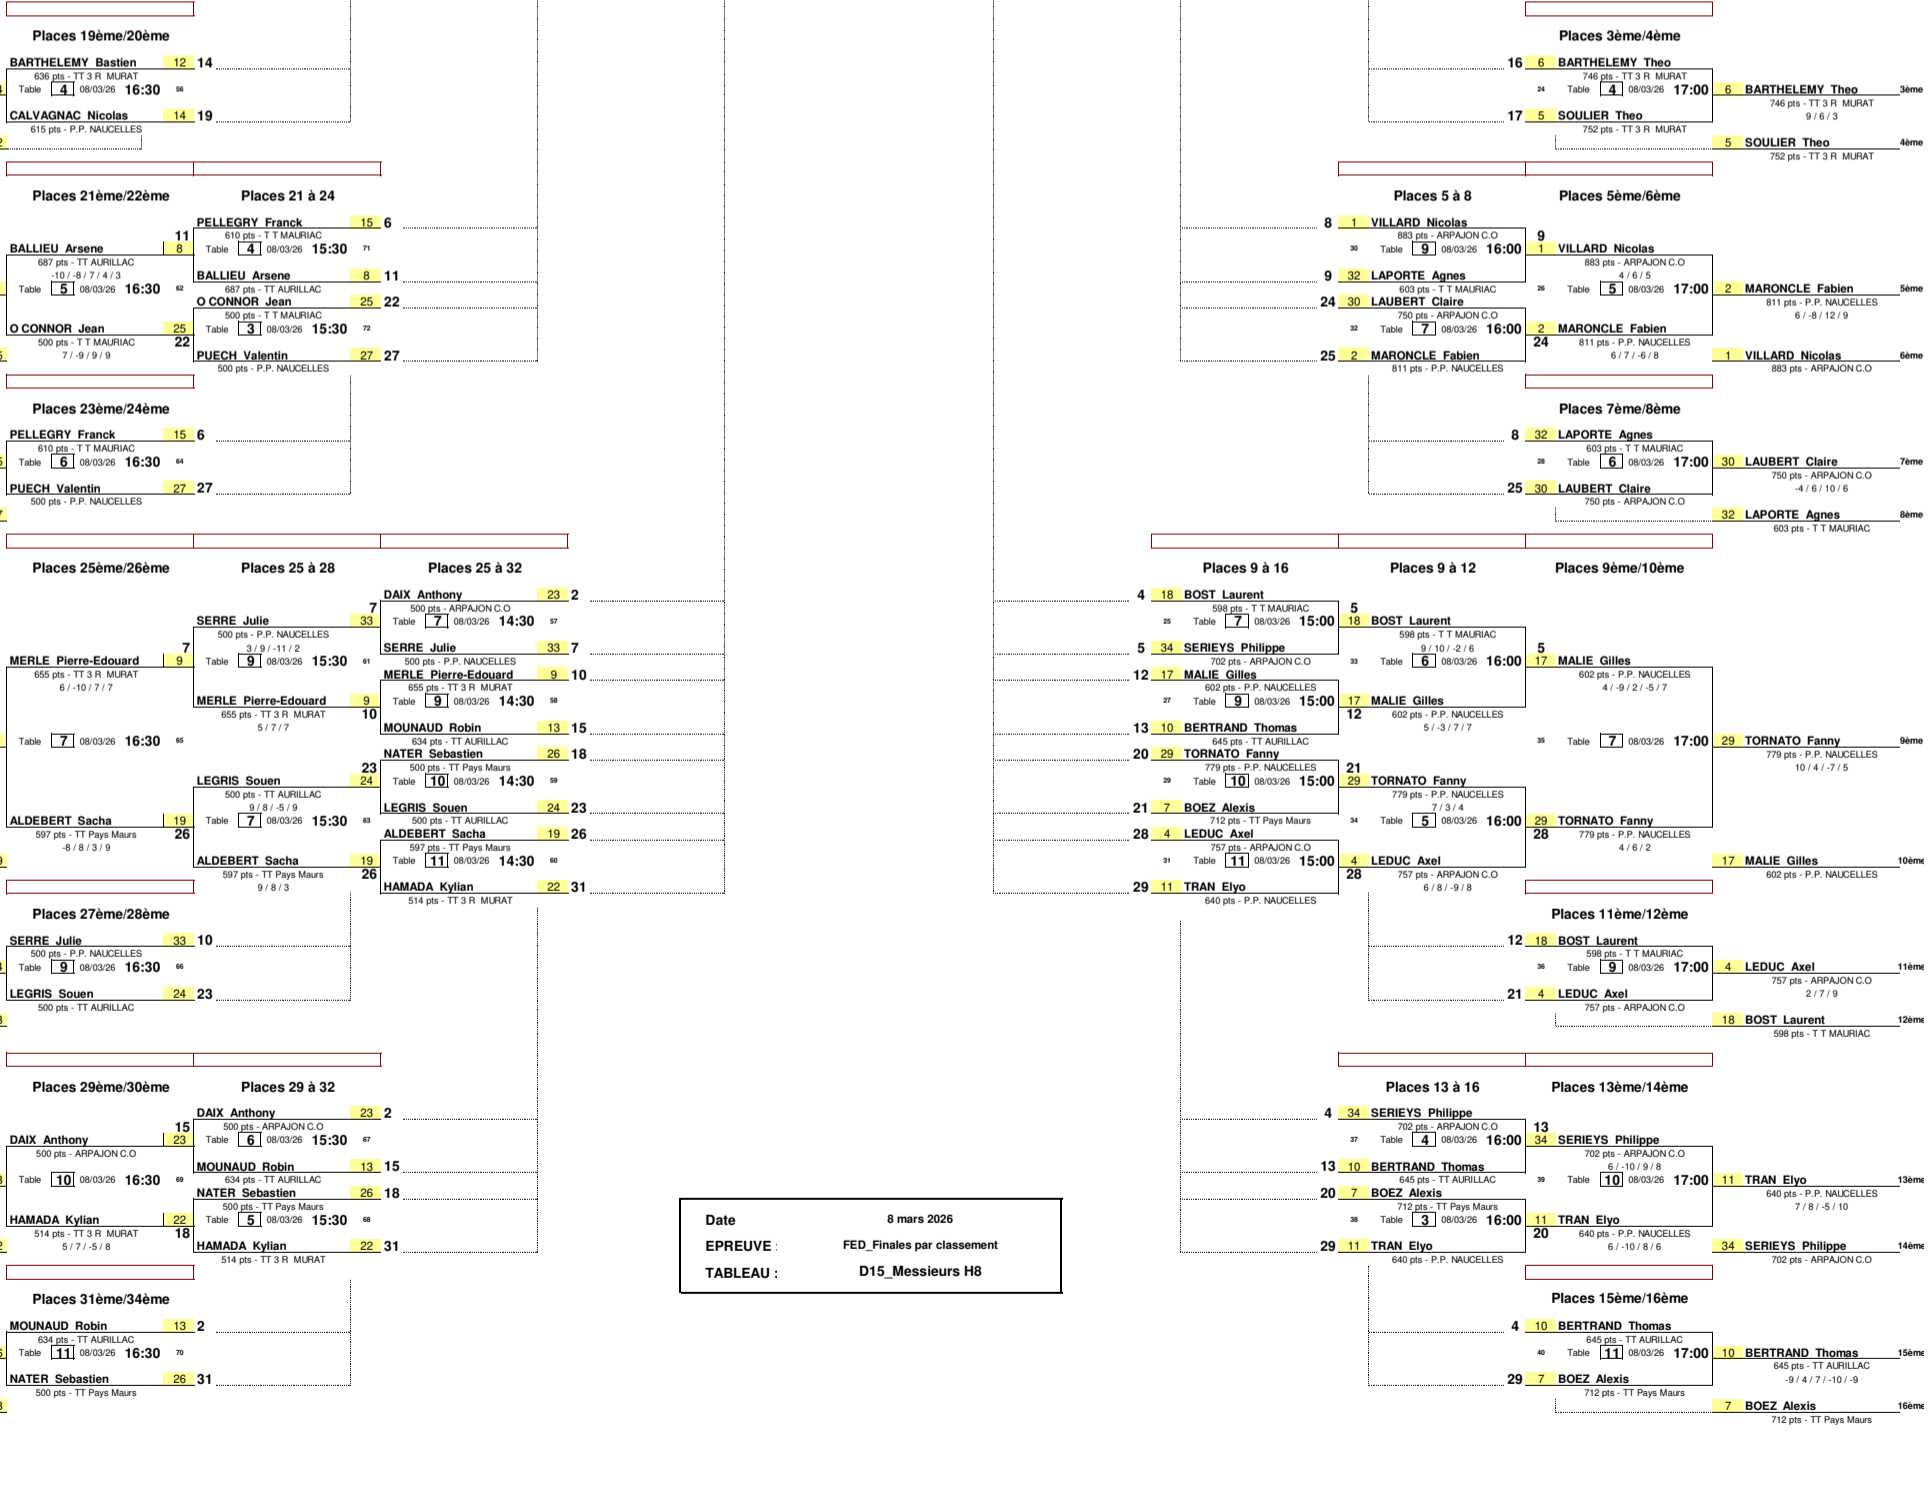 Places 19ème/20ème
BARTHELEMY Bastien 12 14
636 pts - TT 3 R MURAT
Table 4 08/03/26 16:30 56
CALVAGNAC Nicolas 14 19
615 pts - P.P. NAUCELLES
Places 21ème/22ème
11
BALLIEU Arsene 8
687 pts - TT AURILLAC
-10 / -8 / 7 / 4 / 3
Table 5 08/03/26 16:30 62
O CONNOR Jean 25
500 pts - T T MAURIAC 22
7 / -9 / 9 / 9
Places 21 à 24
PELLEGRY Franck 15 6
610 pts - T T MAURIAC
Table 4 08/03/26 15:30 71
BALLIEU Arsene 8 11
687 pts - TT AURILLAC
O CONNOR Jean 25 22
500 pts - T T MAURIAC
Table 3 08/03/26 15:30 72
PUECH Valentin 27 27
500 pts - P.P. NAUCELLES
Places 23ème/24ème
PELLEGRY Franck 15 6
610 pts - T T MAURIAC
Table 6 08/03/26 16:30 64
PUECH Valentin 27 27
500 pts - P.P. NAUCELLES
Places 25ème/26ème
7
MERLE Pierre-Edouard 9
655 pts - TT 3 R MURAT
6 / -10 / 7 / 7
Table 7 08/03/26 16:30 65
ALDEBERT Sacha 19
597 pts - TT Pays Maurs 26
-8 / 8 / 3 / 9
Places 25 à 28
7
SERRE Julie 33
500 pts - P.P. NAUCELLES
3 / 9 / -11 / 2
Table 9 08/03/26 15:30 61
MERLE Pierre-Edouard 9
655 pts - TT 3 R MURAT 10
5 / 7 / 7
23
LEGRIS Souen 24
500 pts - TT AURILLAC
9 / 8 / -5 / 9
Table 7 08/03/26 15:30 63
ALDEBERT Sacha 19
597 pts - TT Pays Maurs 26
9 / 8 / 3
Places 25 à 32
DAIX Anthony 23 2
500 pts - ARPAJON C.O
Table 7 08/03/26 14:30 57
SERRE Julie 33 7
500 pts - P.P. NAUCELLES
MERLE Pierre-Edouard 9 10
655 pts - TT 3 R MURAT
Table 9 08/03/26 14:30 58
MOUNAUD Robin 13 15
634 pts - TT AURILLAC
NATER Sebastien 26 18
500 pts - TT Pays Maurs
Table 10 08/03/26 14:30 59
LEGRIS Souen 24 23
500 pts - TT AURILLAC
ALDEBERT Sacha 19 26
597 pts - TT Pays Maurs
Table 11 08/03/26 14:30 60
HAMADA Kylian 22 31
514 pts - TT 3 R MURAT
Places 27ème/28ème
SERRE Julie 33 10
500 pts - P.P. NAUCELLES
Table 9 08/03/26 16:30 66
LEGRIS Souen 24 23
500 pts - TT AURILLAC
Places 29ème/30ème
15
DAIX Anthony 23
500 pts - ARPAJON C.O
Table 10 08/03/26 16:30 69
HAMADA Kylian 22
514 pts - TT 3 R MURAT 18
5 / 7 / -5 / 8
Places 29 à 32
DAIX Anthony 23 2
500 pts - ARPAJON C.O
Table 6 08/03/26 15:30 67
MOUNAUD Robin 13 15
634 pts - TT AURILLAC
NATER Sebastien 26 18
500 pts - TT Pays Maurs
Table 5 08/03/26 15:30 68
HAMADA Kylian 22 31
514 pts - TT 3 R MURAT
Places 31ème/34ème
MOUNAUD Robin 13 2
634 pts - TT AURILLAC
Table 11 08/03/26 16:30 70
NATER Sebastien 26 31
500 pts - TT Pays Maurs
Date 8 mars 2026
EPREUVE : FED_Finales par classement
TABLEAU : D15_Messieurs H8
Places 3ème/4ème
16 6 BARTHELEMY Theo
746 pts - TT 3 R MURAT
24 Table 4 08/03/26 17:00
17 5 SOULIER Theo
752 pts - TT 3 R MURAT
6 BARTHELEMY Theo 3ème
746 pts - TT 3 R MURAT
9 / 6 / 3
5 SOULIER Theo 4ème
752 pts - TT 3 R MURAT
Places 5 à 8
8 1 VILLARD Nicolas
883 pts - ARPAJON C.O
30 Table 9 08/03/26 16:00
9 32 LAPORTE Agnes
603 pts - T T MAURIAC
24 30 LAUBERT Claire
750 pts - ARPAJON C.O
32 Table 7 08/03/26 16:00
25 2 MARONCLE Fabien
811 pts - P.P. NAUCELLES
Places 5ème/6ème
9
1 VILLARD Nicolas
883 pts - ARPAJON C.O
4 / 6 / 5
26 Table 5 08/03/26 17:00
2 MARONCLE Fabien
24 811 pts - P.P. NAUCELLES
6 / 7 / -6 / 8
2 MARONCLE Fabien 5ème
811 pts - P.P. NAUCELLES
6 / -8 / 12 / 9
1 VILLARD Nicolas 6ème
883 pts - ARPAJON C.O
Places 7ème/8ème
8 32 LAPORTE Agnes
603 pts - T T MAURIAC
28 Table 6 08/03/26 17:00
25 30 LAUBERT Claire
750 pts - ARPAJON C.O
30 LAUBERT Claire 7ème
750 pts - ARPAJON C.O
-4 / 6 / 10 / 6
32 LAPORTE Agnes 8ème
603 pts - T T MAURIAC
Places 9 à 16
4 18 BOST Laurent
598 pts - T T MAURIAC
25 Table 7 08/03/26 15:00
5 34 SERIEYS Philippe
702 pts - ARPAJON C.O
12 17 MALIE Gilles
602 pts - P.P. NAUCELLES
27 Table 9 08/03/26 15:00
13 10 BERTRAND Thomas
645 pts - TT AURILLAC
20 29 TORNATO Fanny
779 pts - P.P. NAUCELLES
29 Table 10 08/03/26 15:00
21 7 BOEZ Alexis
712 pts - TT Pays Maurs
28 4 LEDUC Axel
757 pts - ARPAJON C.O
31 Table 11 08/03/26 15:00
29 11 TRAN Elyo
640 pts - P.P. NAUCELLES
Places 9 à 12
5
18 BOST Laurent
598 pts - T T MAURIAC
9 / 10 / -2 / 6
33 Table 6 08/03/26 16:00
17 MALIE Gilles
12 602 pts - P.P. NAUCELLES
5 / -3 / 7 / 7
21
29 TORNATO Fanny
779 pts - P.P. NAUCELLES
7 / 3 / 4
34 Table 5 08/03/26 16:00
4 LEDUC Axel
28 757 pts - ARPAJON C.O
6 / 8 / -9 / 8
Places 9ème/10ème
5
17 MALIE Gilles
602 pts - P.P. NAUCELLES
4 / -9 / 2 / -5 / 7
35 Table 7 08/03/26 17:00
29 TORNATO Fanny
28 779 pts - P.P. NAUCELLES
4 / 6 / 2
29 TORNATO Fanny 9ème
779 pts - P.P. NAUCELLES
10 / 4 / -7 / 5
17 MALIE Gilles 10ème
602 pts - P.P. NAUCELLES
Places 11ème/12ème
12 18 BOST Laurent
598 pts - T T MAURIAC
36 Table 9 08/03/26 17:00
21 4 LEDUC Axel
757 pts - ARPAJON C.O
4 LEDUC Axel 11ème
757 pts - ARPAJON C.O
2 / 7 / 9
18 BOST Laurent 12ème
598 pts - T T MAURIAC
Places 13 à 16
4 34 SERIEYS Philippe
702 pts - ARPAJON C.O
37 Table 4 08/03/26 16:00
13 10 BERTRAND Thomas
645 pts - TT AURILLAC
20 7 BOEZ Alexis
712 pts - TT Pays Maurs
38 Table 3 08/03/26 16:00
29 11 TRAN Elyo
640 pts - P.P. NAUCELLES
Places 13ème/14ème
13
34 SERIEYS Philippe
702 pts - ARPAJON C.O
6 / -10 / 9 / 8
39 Table 10 08/03/26 17:00
11 TRAN Elyo
20 640 pts - P.P. NAUCELLES
6 / -10 / 8 / 6
11 TRAN Elyo 13ème
640 pts - P.P. NAUCELLES
7 / 8 / -5 / 10
34 SERIEYS Philippe 14ème
702 pts - ARPAJON C.O
Places 15ème/16ème
4 10 BERTRAND Thomas
645 pts - TT AURILLAC
40 Table 11 08/03/26 17:00
29 7 BOEZ Alexis
712 pts - TT Pays Maurs
10 BERTRAND Thomas 15ème
645 pts - TT AURILLAC
-9 / 4 / 7 / -10 / -9
7 BOEZ Alexis 16ème
712 pts - TT Pays Maurs